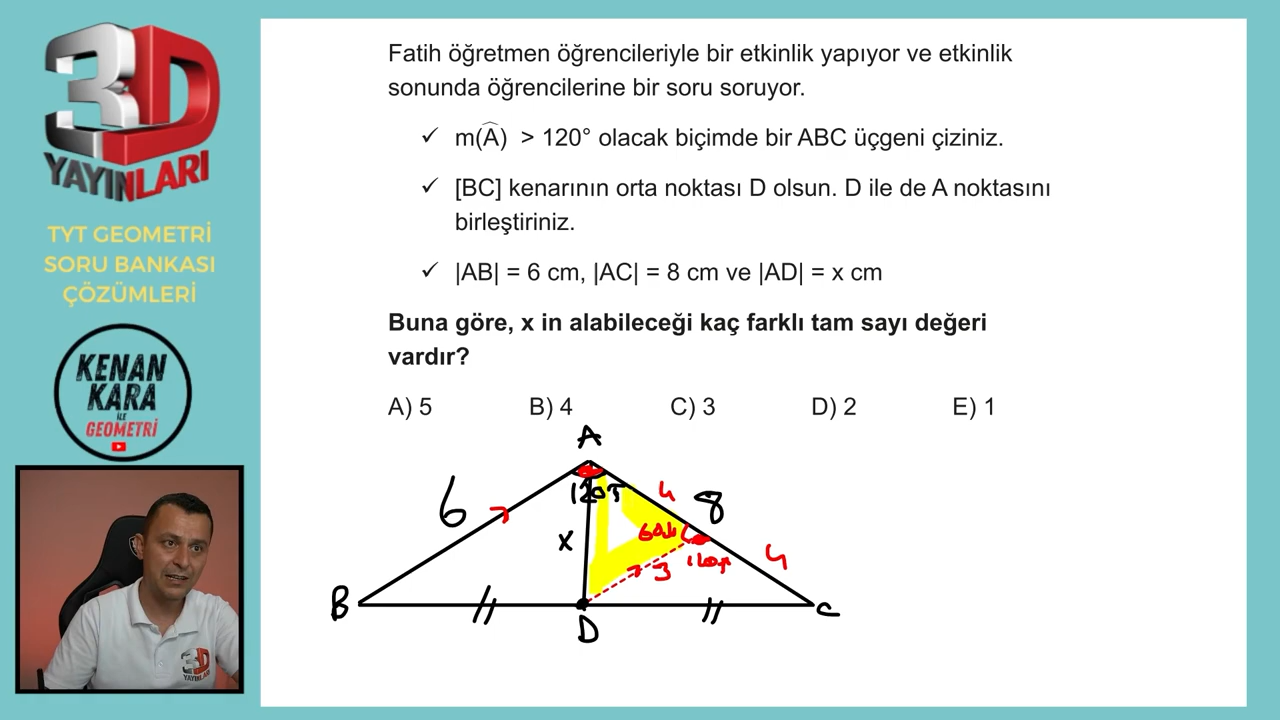 3D
YAYINLARI
TYT GEOMETRİ
SORU BANKASI
ÇÖZÜMLERİ
KENAN
KARA
İLE
GEOMETRİ
Fatih öğretmen öğrencileriyle bir etkinlik yapıyor ve etkinlik
sonunda öğrencilerine bir soru soruyor.
✓ m(Â) > 120° olacak biçimde bir ABC üçgeni çiziniz.
✓ [BC] kenarının orta noktası D olsun. D ile de A noktasını
birleştiriniz.
✓ |AB| = 6 cm, |AC| = 8 cm ve |AD| = x cm
Buna göre, x in alabileceği kaç farklı tam sayı değeri
vardır?
A) 5 B) 4 C) 3 D) 2 E) 1
A
6
4
8
x
3
4
B
D
C
3D
YAYINLARI